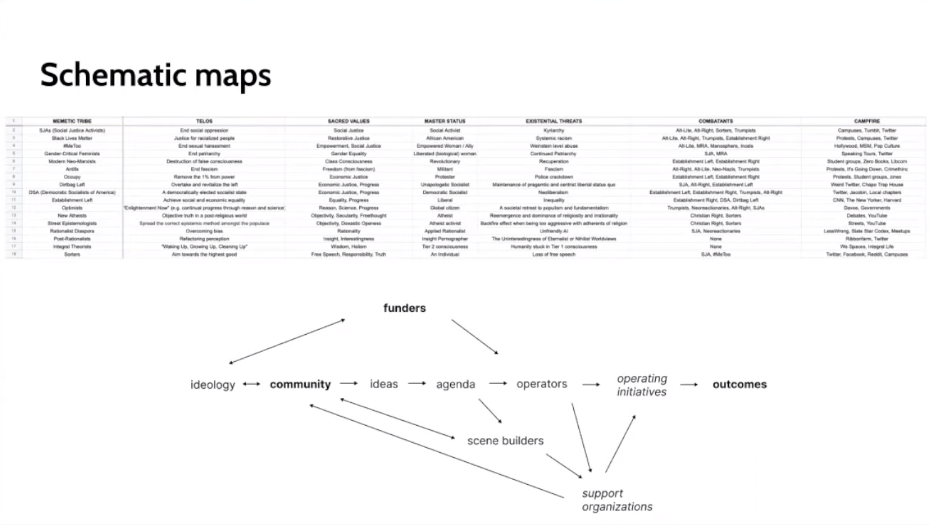 Schematic maps
1 MEMETIC TRIBE TELOS SACRED VALUES MASTER STATUS EXISTENTIAL THREATS COMBATANTS CAMPFIRE
SJAs (Social Justice Activists) End social oppression Social Justice Social Activist Kyriarchy Alt-Lite, Alt-Right, Sorters, Trumpists Campuses, Tumblr, Twitter
Black Lives Matter Justice for racialized people Restorative Justice African American Systemic racism Alt-Lite, Alt-Right, Trumpists, Establishment Right Protests, Campuses, Twitter
#MeToo End sexual harassment Empowerment, Social Justice Empowered Woman / Ally Weinstein level abuse Alt-Lite, MRA, Manosphere, Incels Hollywood, MSM, Pop Culture
Gender-Critical Feminists End patriarchy Gender Equality Liberated (biological) woman Continued Patriarchy SJA, MRA Speaking Tours, Twitter
Modern Neo-Marxists Destruction of false consciousness Class Consciousness Revolutionary Recuperation Establishment Left, Establishment Right Student groups, Zero Books, Libcom
Antifa End fascism Freedom (from fascism) Militant Fascism Alt-Right, Alt-Lite, Neo-Nazis, Trumpists Protests, It's Going Down, Crimethinc
Occupy Remove the 1% from power Economic Justice Protester Police crackdown Establishment Left, Establishment Right Protests, Student groups, zines
Dirtbag Left Overtake and revitalize the left Economic Justice, Progress Unapologetic Socialist Maintenance of pragmatic and centrist liberal status quo SJA, Alt-Right, Establishment Left Weird Twitter, Chapo Trap House
DSA (Democratic Socialists of America) A democratically elected socialist state Economic Justice, Progress Democratic Socialist Neoliberalism Establishment Left, Establishment Right, Trumpists, Alt-Right Twitter, Jacobin, Local chapters
Establishment Left Achieve social and economic equality Equality, Progress Liberal Inequality Establishment Right, DSA, Dirtbag Left CNN, The New Yorker, Harvard
Optimists "Enlightenment Now" (e.g. continual progress through reason and science) Reason, Science, Progress Global citizen A societal retreat to populism and fundamentalism Trumpists, Neoreactionaries, Alt-Right, SJAs Davos, Governments
New Atheists Objective truth in a post-religious world Objectivity, Secularity, Freethought Atheist Reemergence and dominance of religiosity and irrationality Christian Right, Sorters Debates, YouTube
Street Epistemologists Spread the correct epistemic method amongst the populace Objectivity, Doxastic Openness Atheist activist Backfire effect when being too aggressive with adherents of religion Christian Right, Sorters Streets, YouTube
Rationalist Diaspora Overcoming bias Rationality Applied Rationalist Unfriendly AI SJA, Neoreactionaries LessWrong, Slate Star Codex, Meetups
Post-Rationalists Refactoring perception Insight, Interestingness Insight Pornographer The Uninterestingness of Eternalist or Nihilist Worldviews None Ribbonfarm, Twitter
Integral Theorists "Waking Up, Growing Up, Cleaning Up" Wisdom, Holism Tier 2 consciousness Humanity stuck in Tier 1 consciousness None We Spaces, Integral Life
Sorters Aim towards the highest good Free Speech, Responsibility, Truth An Individual Loss of free speech SJA, #MeToo Twitter, Facebook, Reddit, Campuses
funders
ideology community ideas agenda operators operating initiatives outcomes
scene builders
support
organizations